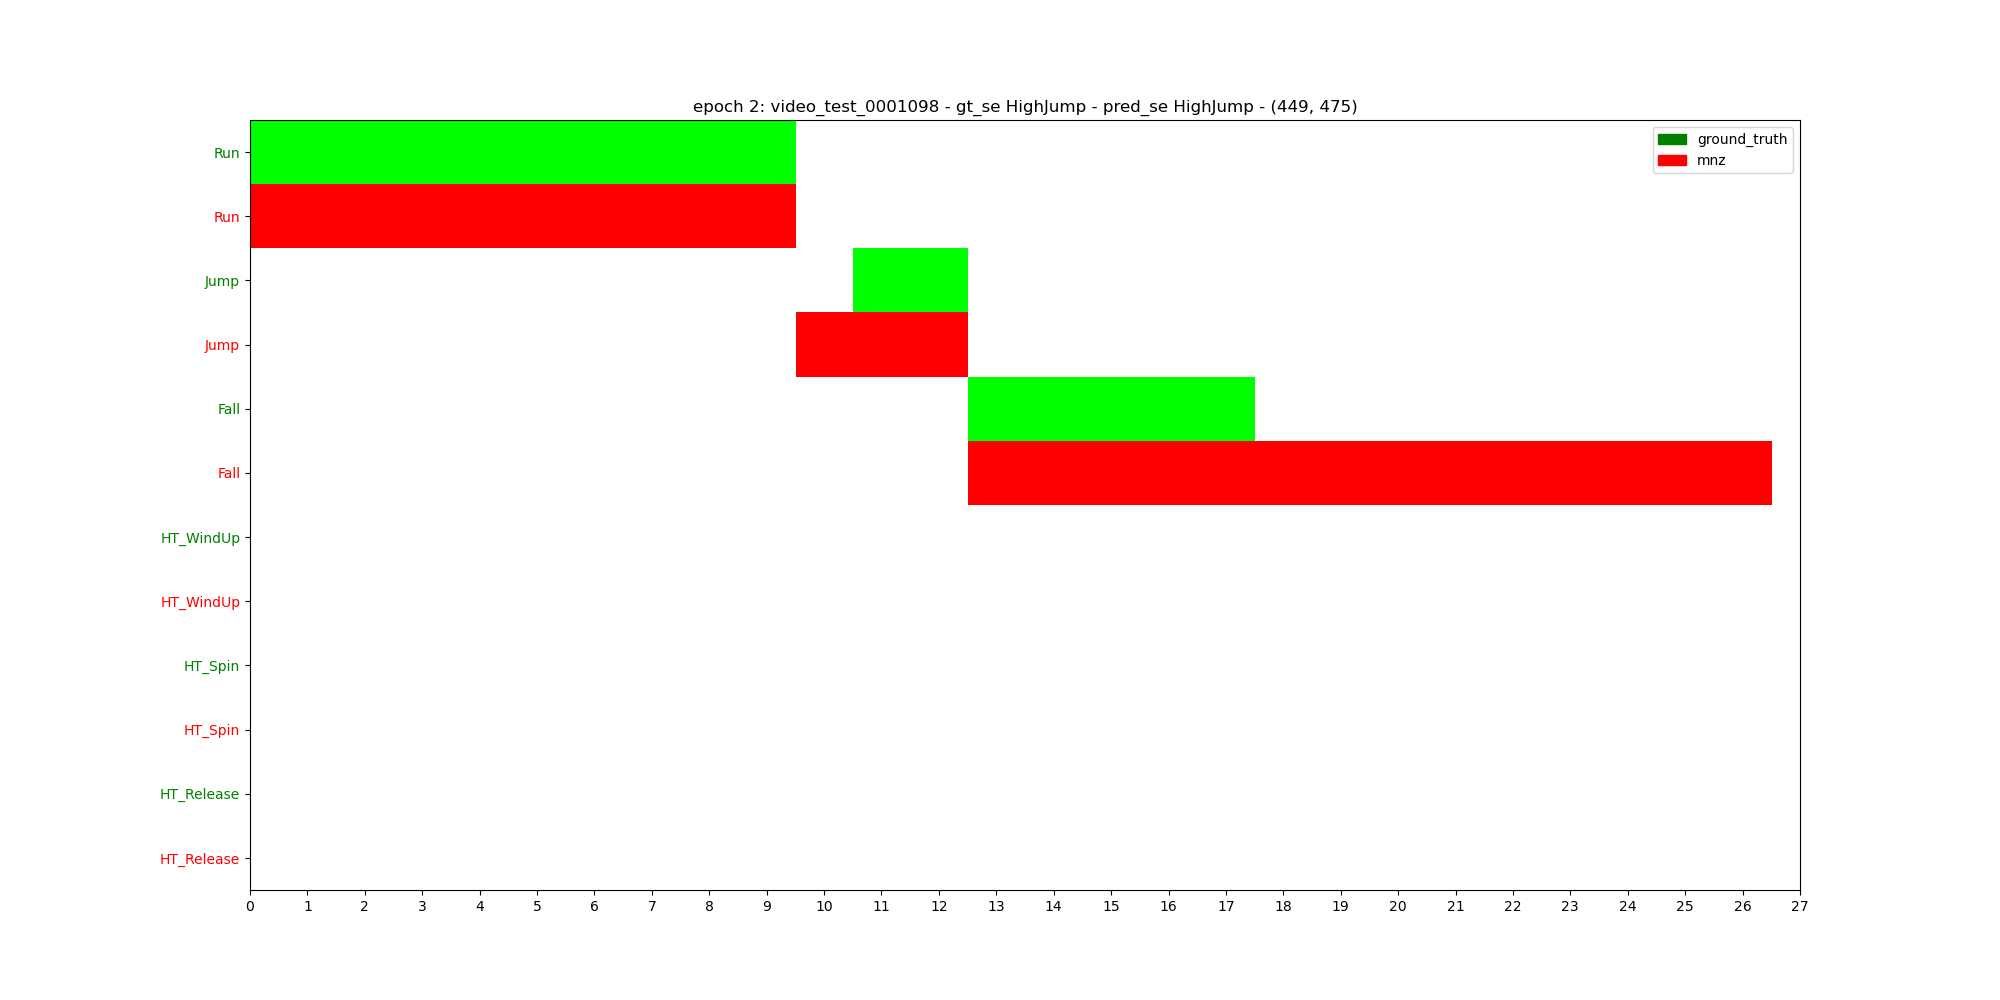 epoch 2: video_test_0001098 - gt_se HighJump - pred_se HighJump - (449, 475)
ground_truth
mnz
Run
Run
Jump
Jump
Fall
Fall
HT_WindUp
HT_WindUp
HT_Spin
HT_Spin
HT_Release
HT_Release
0 1 2 3 4 5 6 7 8 9 10 11 12 13 14 15 16 17 18 19 20 21 22 23 24 25 26 27